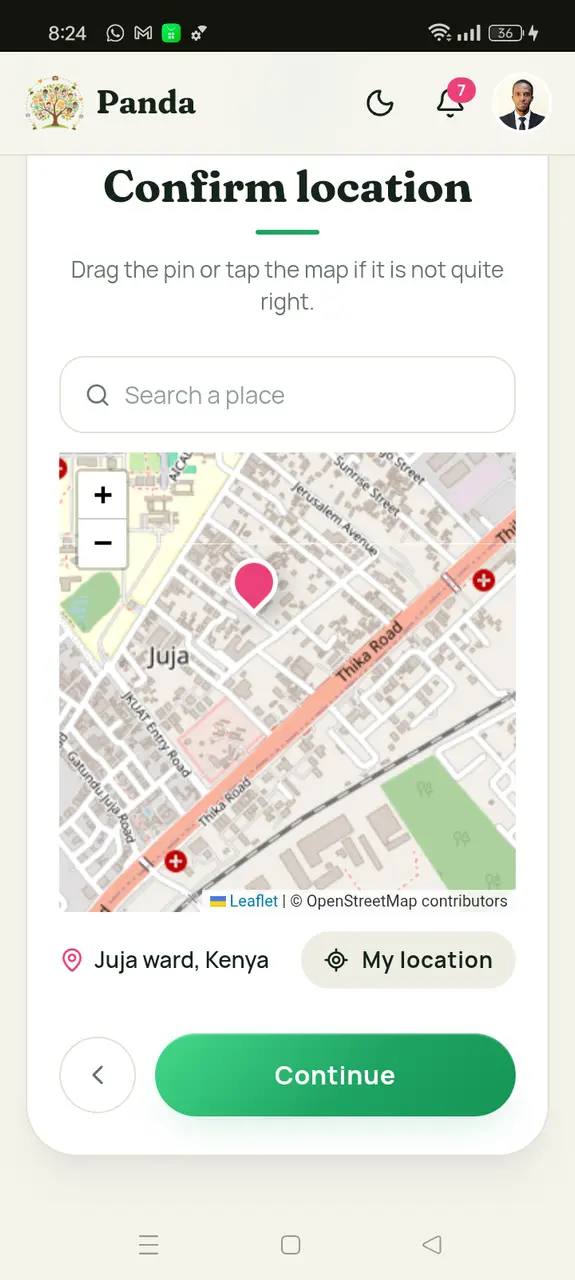 8:24
36
Panda
7
Confirm location
Drag the pin or tap the map if it is not quite
right.
Search a place
+
−
Sunrise Street
Jerusalem Avenue
Thika Road
Juja
JKUAT Entry Road
Gatundu Juja Road
Thika Road
Leaflet | © OpenStreetMap contributors
Juja ward, Kenya
My location
Continue